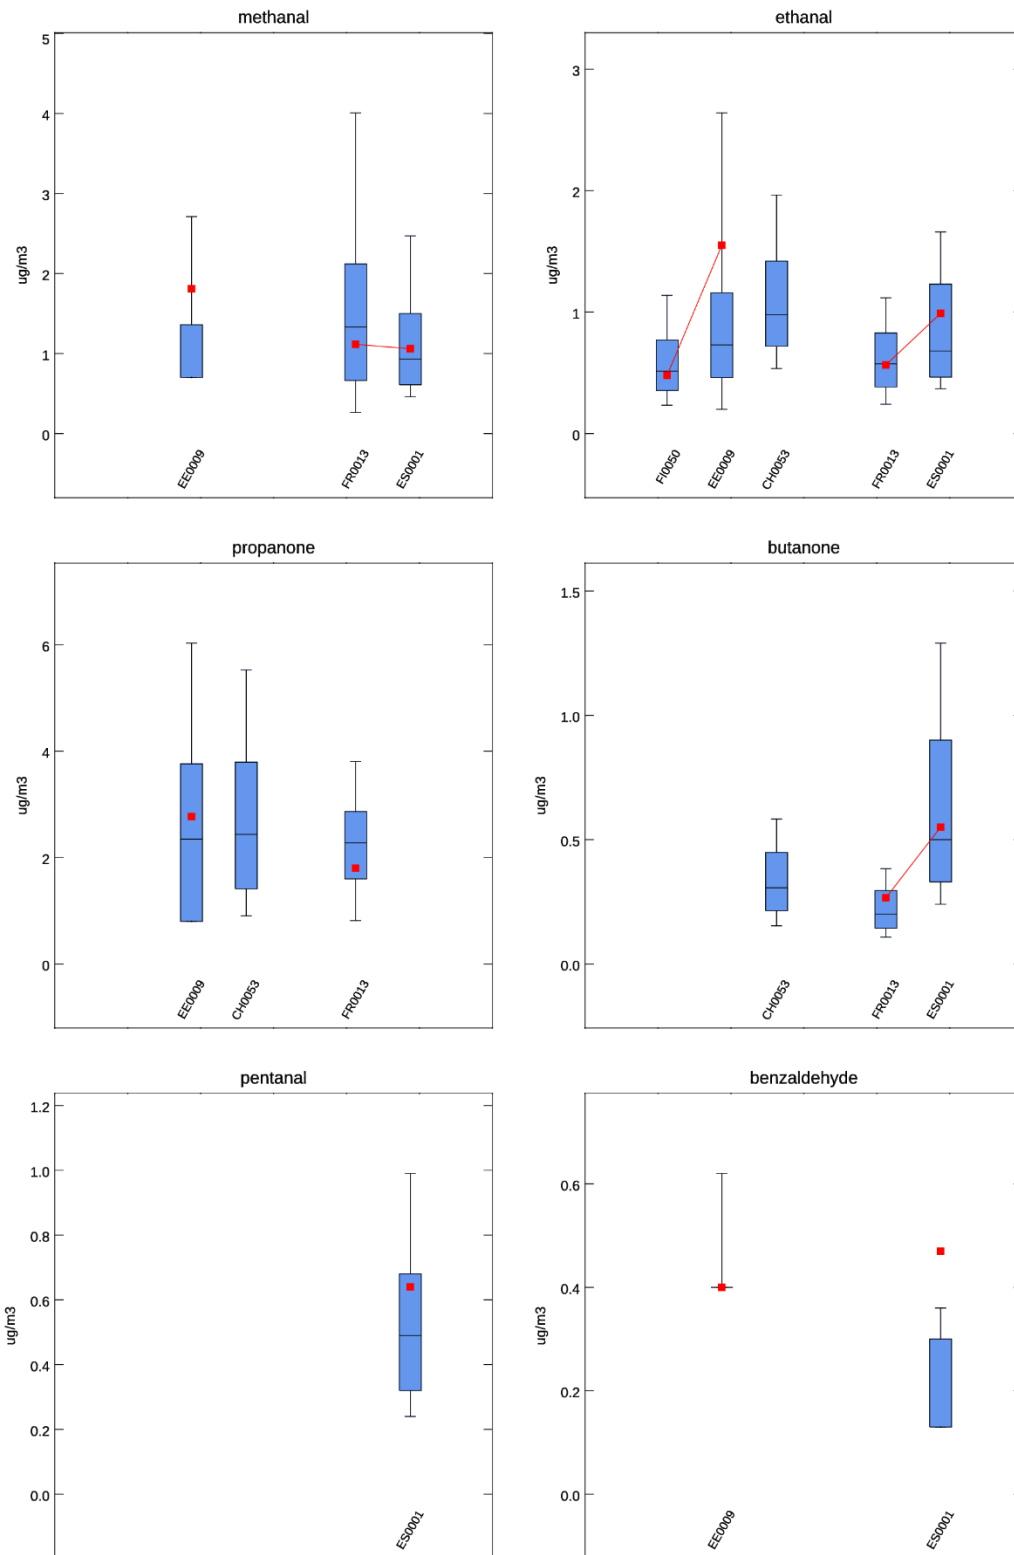 methanal
5
4
3
2
1
0
ug/m3
EE0009
FR0013
ES0001
ethanal
3
2
1
0
ug/m3
FI0050
EE0009
CH0053
FR0013
ES0001
propanone
6
4
2
0
ug/m3
EE0009
CH0053
FR0013
butanone
1.5
1.0
0.5
0.0
ug/m3
CH0053
FR0013
ES0001
pentanal
1.2
1.0
0.8
0.6
0.4
0.2
0.0
ug/m3
ES0001
benzaldehyde
0.6
0.4
0.2
0.0
ug/m3
EE0009
ES0001